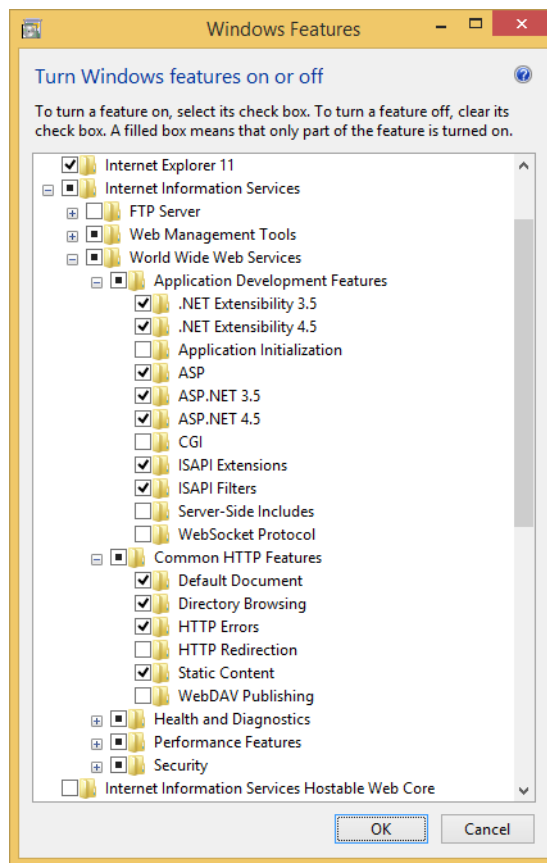 Windows Features
Turn Windows features on or off
To turn a feature on, select its check box. To turn a feature off, clear its
check box. A filled box means that only part of the feature is turned on.
Internet Explorer 11
Internet Information Services
FTP Server
Web Management Tools
World Wide Web Services
Application Development Features
.NET Extensibility 3.5
.NET Extensibility 4.5
Application Initialization
ASP
ASP.NET 3.5
ASP.NET 4.5
CGI
ISAPI Extensions
ISAPI Filters
Server-Side Includes
WebSocket Protocol
Common HTTP Features
Default Document
Directory Browsing
HTTP Errors
HTTP Redirection
Static Content
WebDAV Publishing
Health and Diagnostics
Performance Features
Security
Internet Information Services Hostable Web Core
OK Cancel